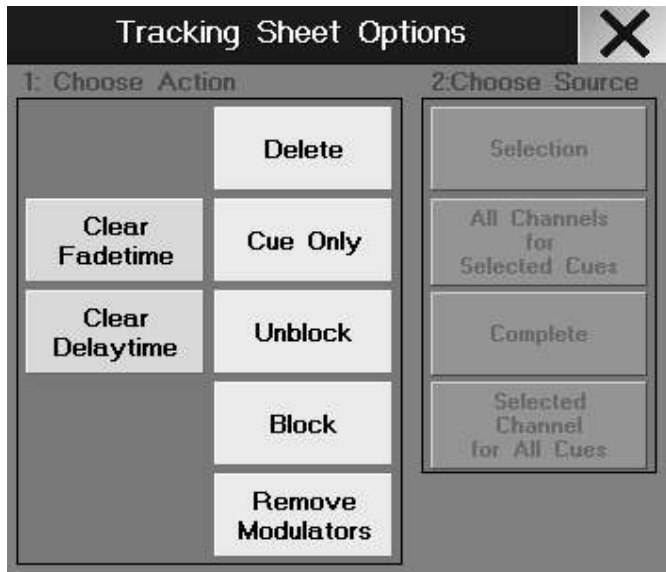 Tracking Sheet Options
1: Choose Action
Delete
Clear
Fadetime
Cue Only
Clear
Delaytime
Unblock
Block
Remove
Modulators
2:Choose Source
Selection
All Channels
for
Selected Cues
Complete
Selected
Channel
for All Cues